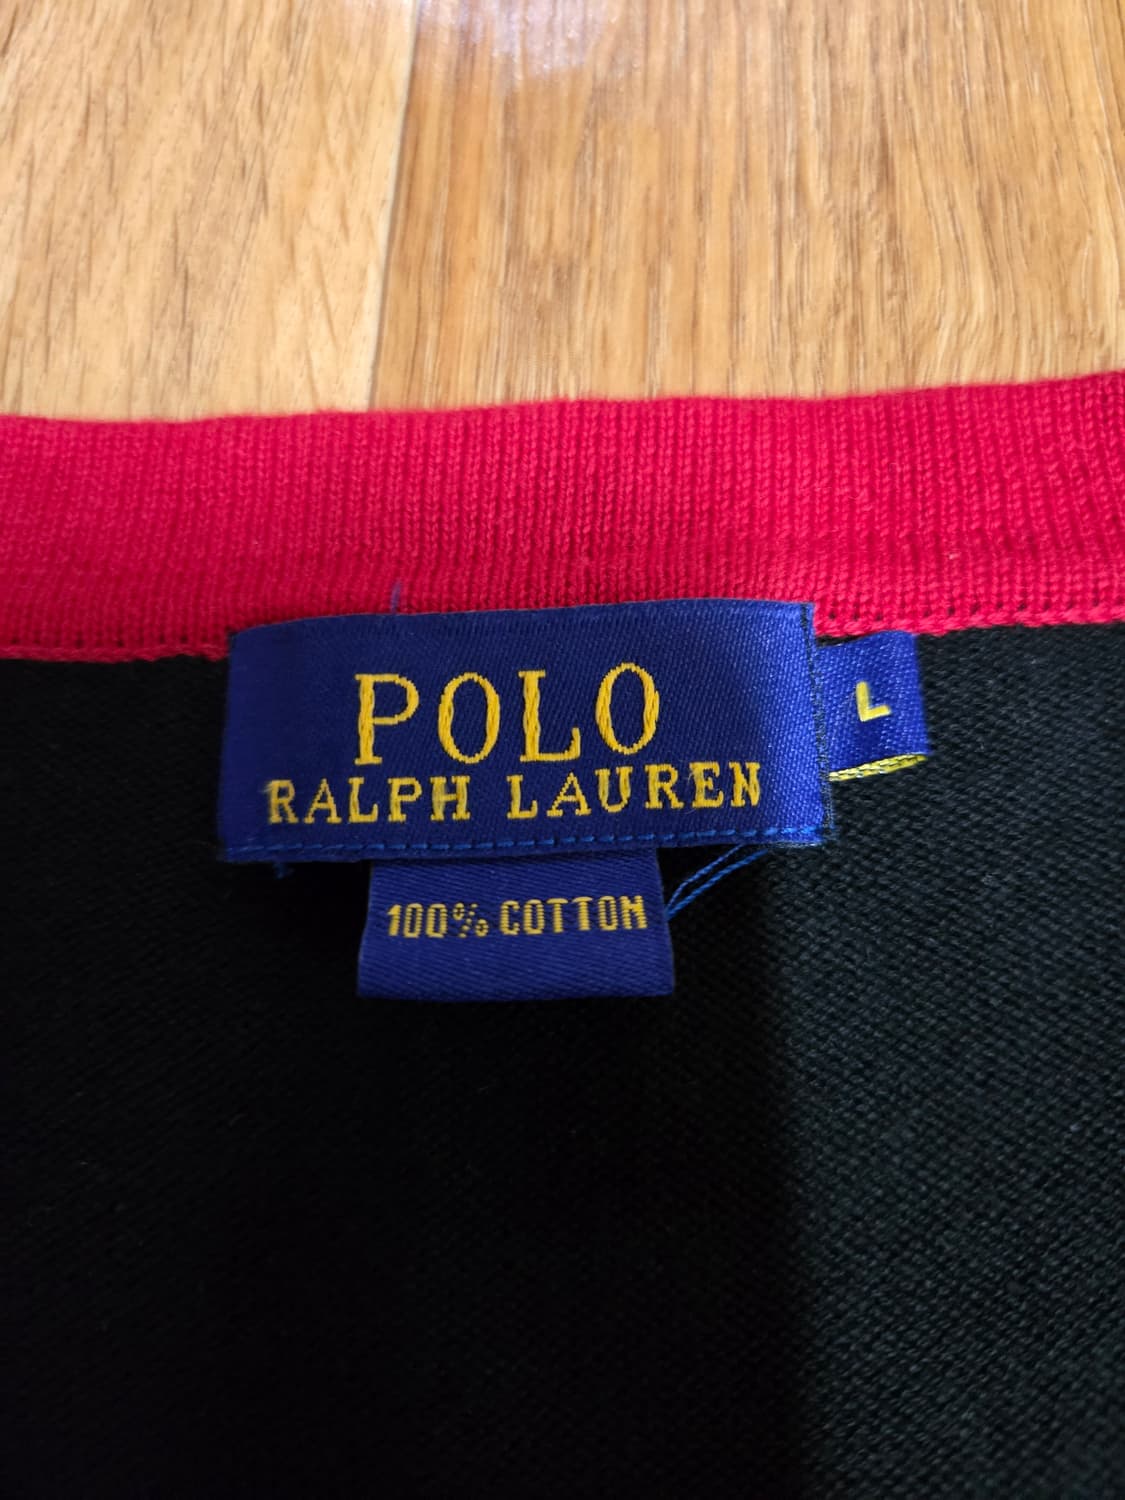 POLO
RALPH LAUREN
L
100% COTTON